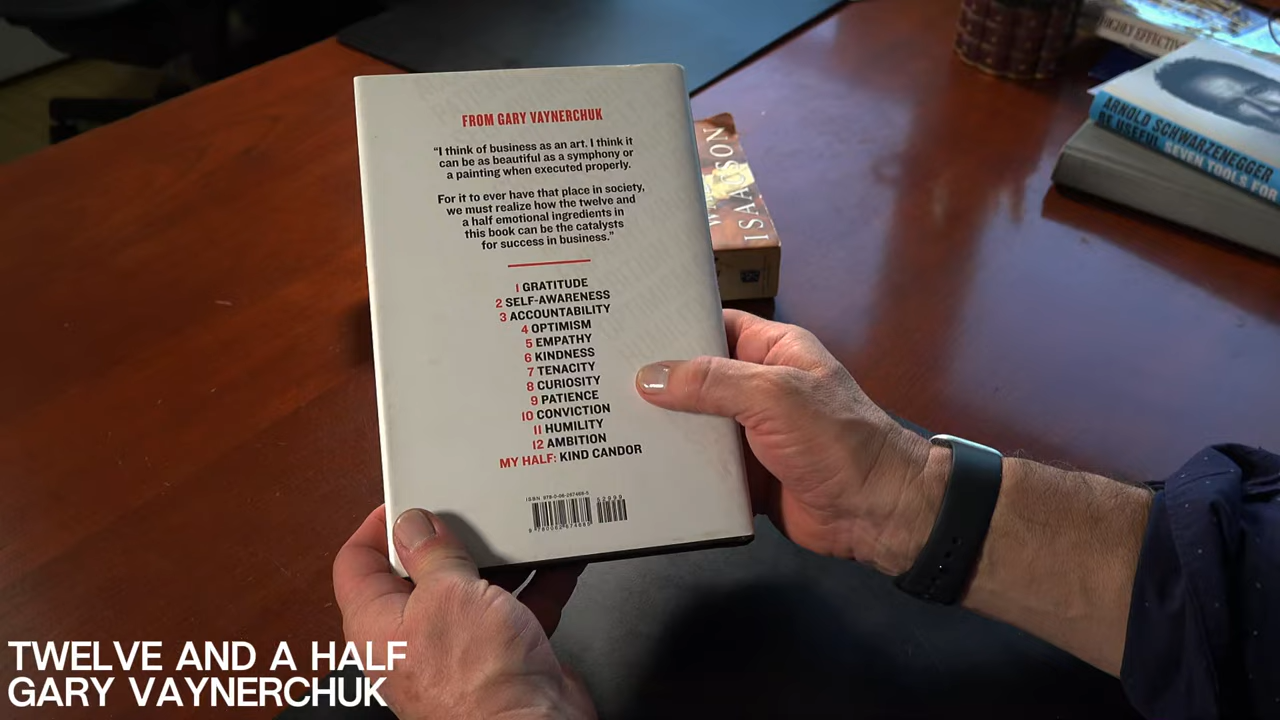 FROM GARY VAYNERCHUK
"I think of business as an art. I think it
can be as beautiful as a symphony or
a painting when executed properly.
For it to ever have that place in society,
we must realize how the twelve and
a half emotional ingredients in
this book can be the catalysts
for success in business."
1 GRATITUDE
2 SELF-AWARENESS
3 ACCOUNTABILITY
4 OPTIMISM
5 EMPATHY
6 KINDNESS
7 TENACITY
8 CURIOSITY
9 PATIENCE
10 CONVICTION
11 HUMILITY
12 AMBITION
MY HALF: KIND CANDOR
ISAACSON
HIGHLY EFFECTIVE
ARNOLD SCHWARZENEGGER
BE USEFUL SEVEN TOOLS FOR
TWELVE AND A HALF
GARY VAYNERCHUK